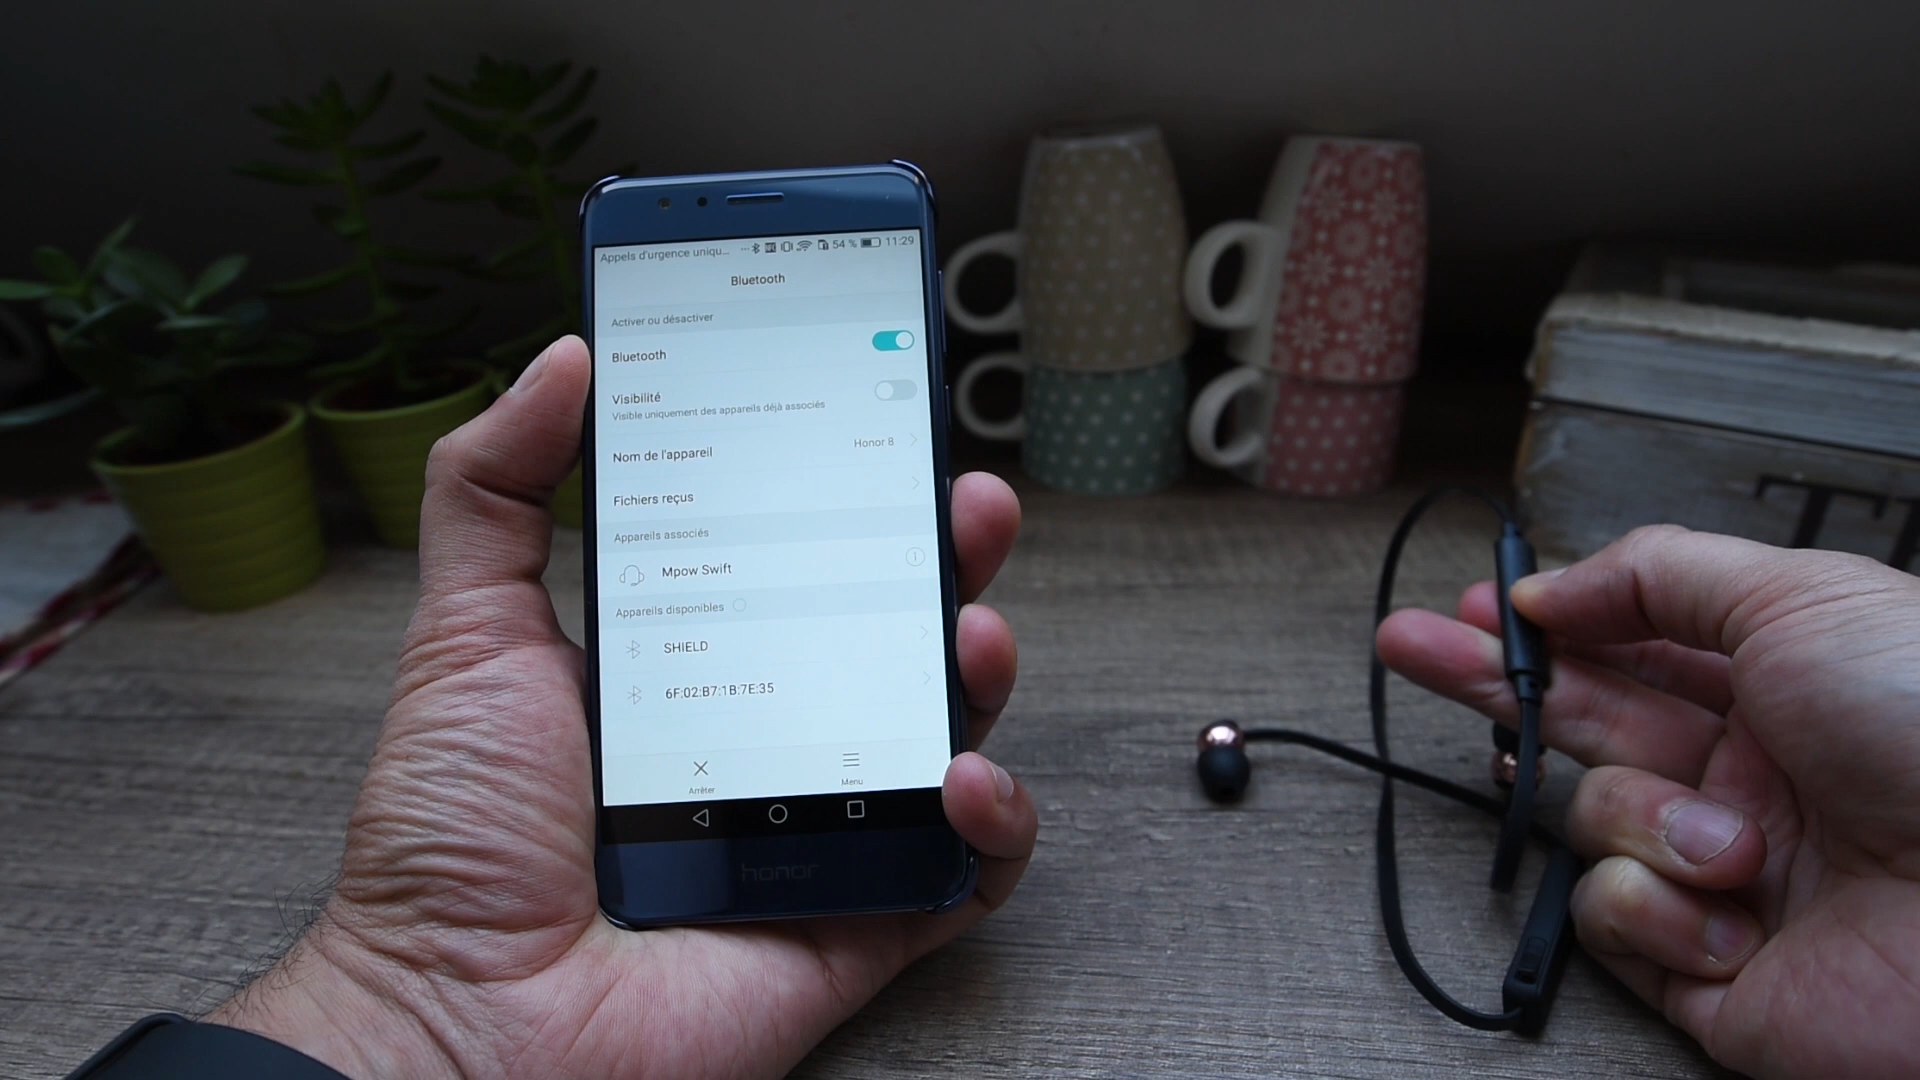 Appels d'urgence uniqu... 54 % 11:29
Bluetooth
Activer ou désactiver
Bluetooth
Visibilité
Visible uniquement des appareils déjà associés
Nom de l'appareil Honor 8
Fichiers reçus
Appareils associés
Mpow Swift
Appareils disponibles
SHIELD
6F:02:B7:1B:7E:35
Arrêter Menu
honor